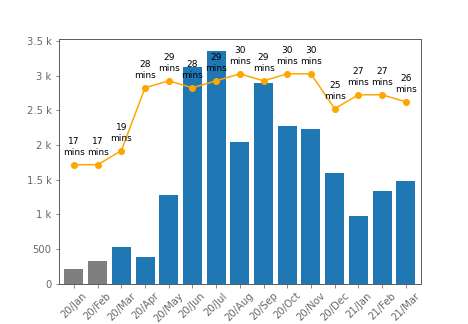 3.5 k
3 k
2.5 k
2 k
1.5 k
1 k
500
0
17
mins
17
mins
19
mins
28
mins
29
mins
28
mins
29
mins
30
mins
29
mins
30
mins
30
mins
25
mins
27
mins
27
mins
26
mins
20/Jan
20/Feb
20/Mar
20/Apr
20/May
20/Jun
20/Jul
20/Aug
20/Sep
20/Oct
20/Nov
20/Dec
21/Jan
21/Feb
21/Mar